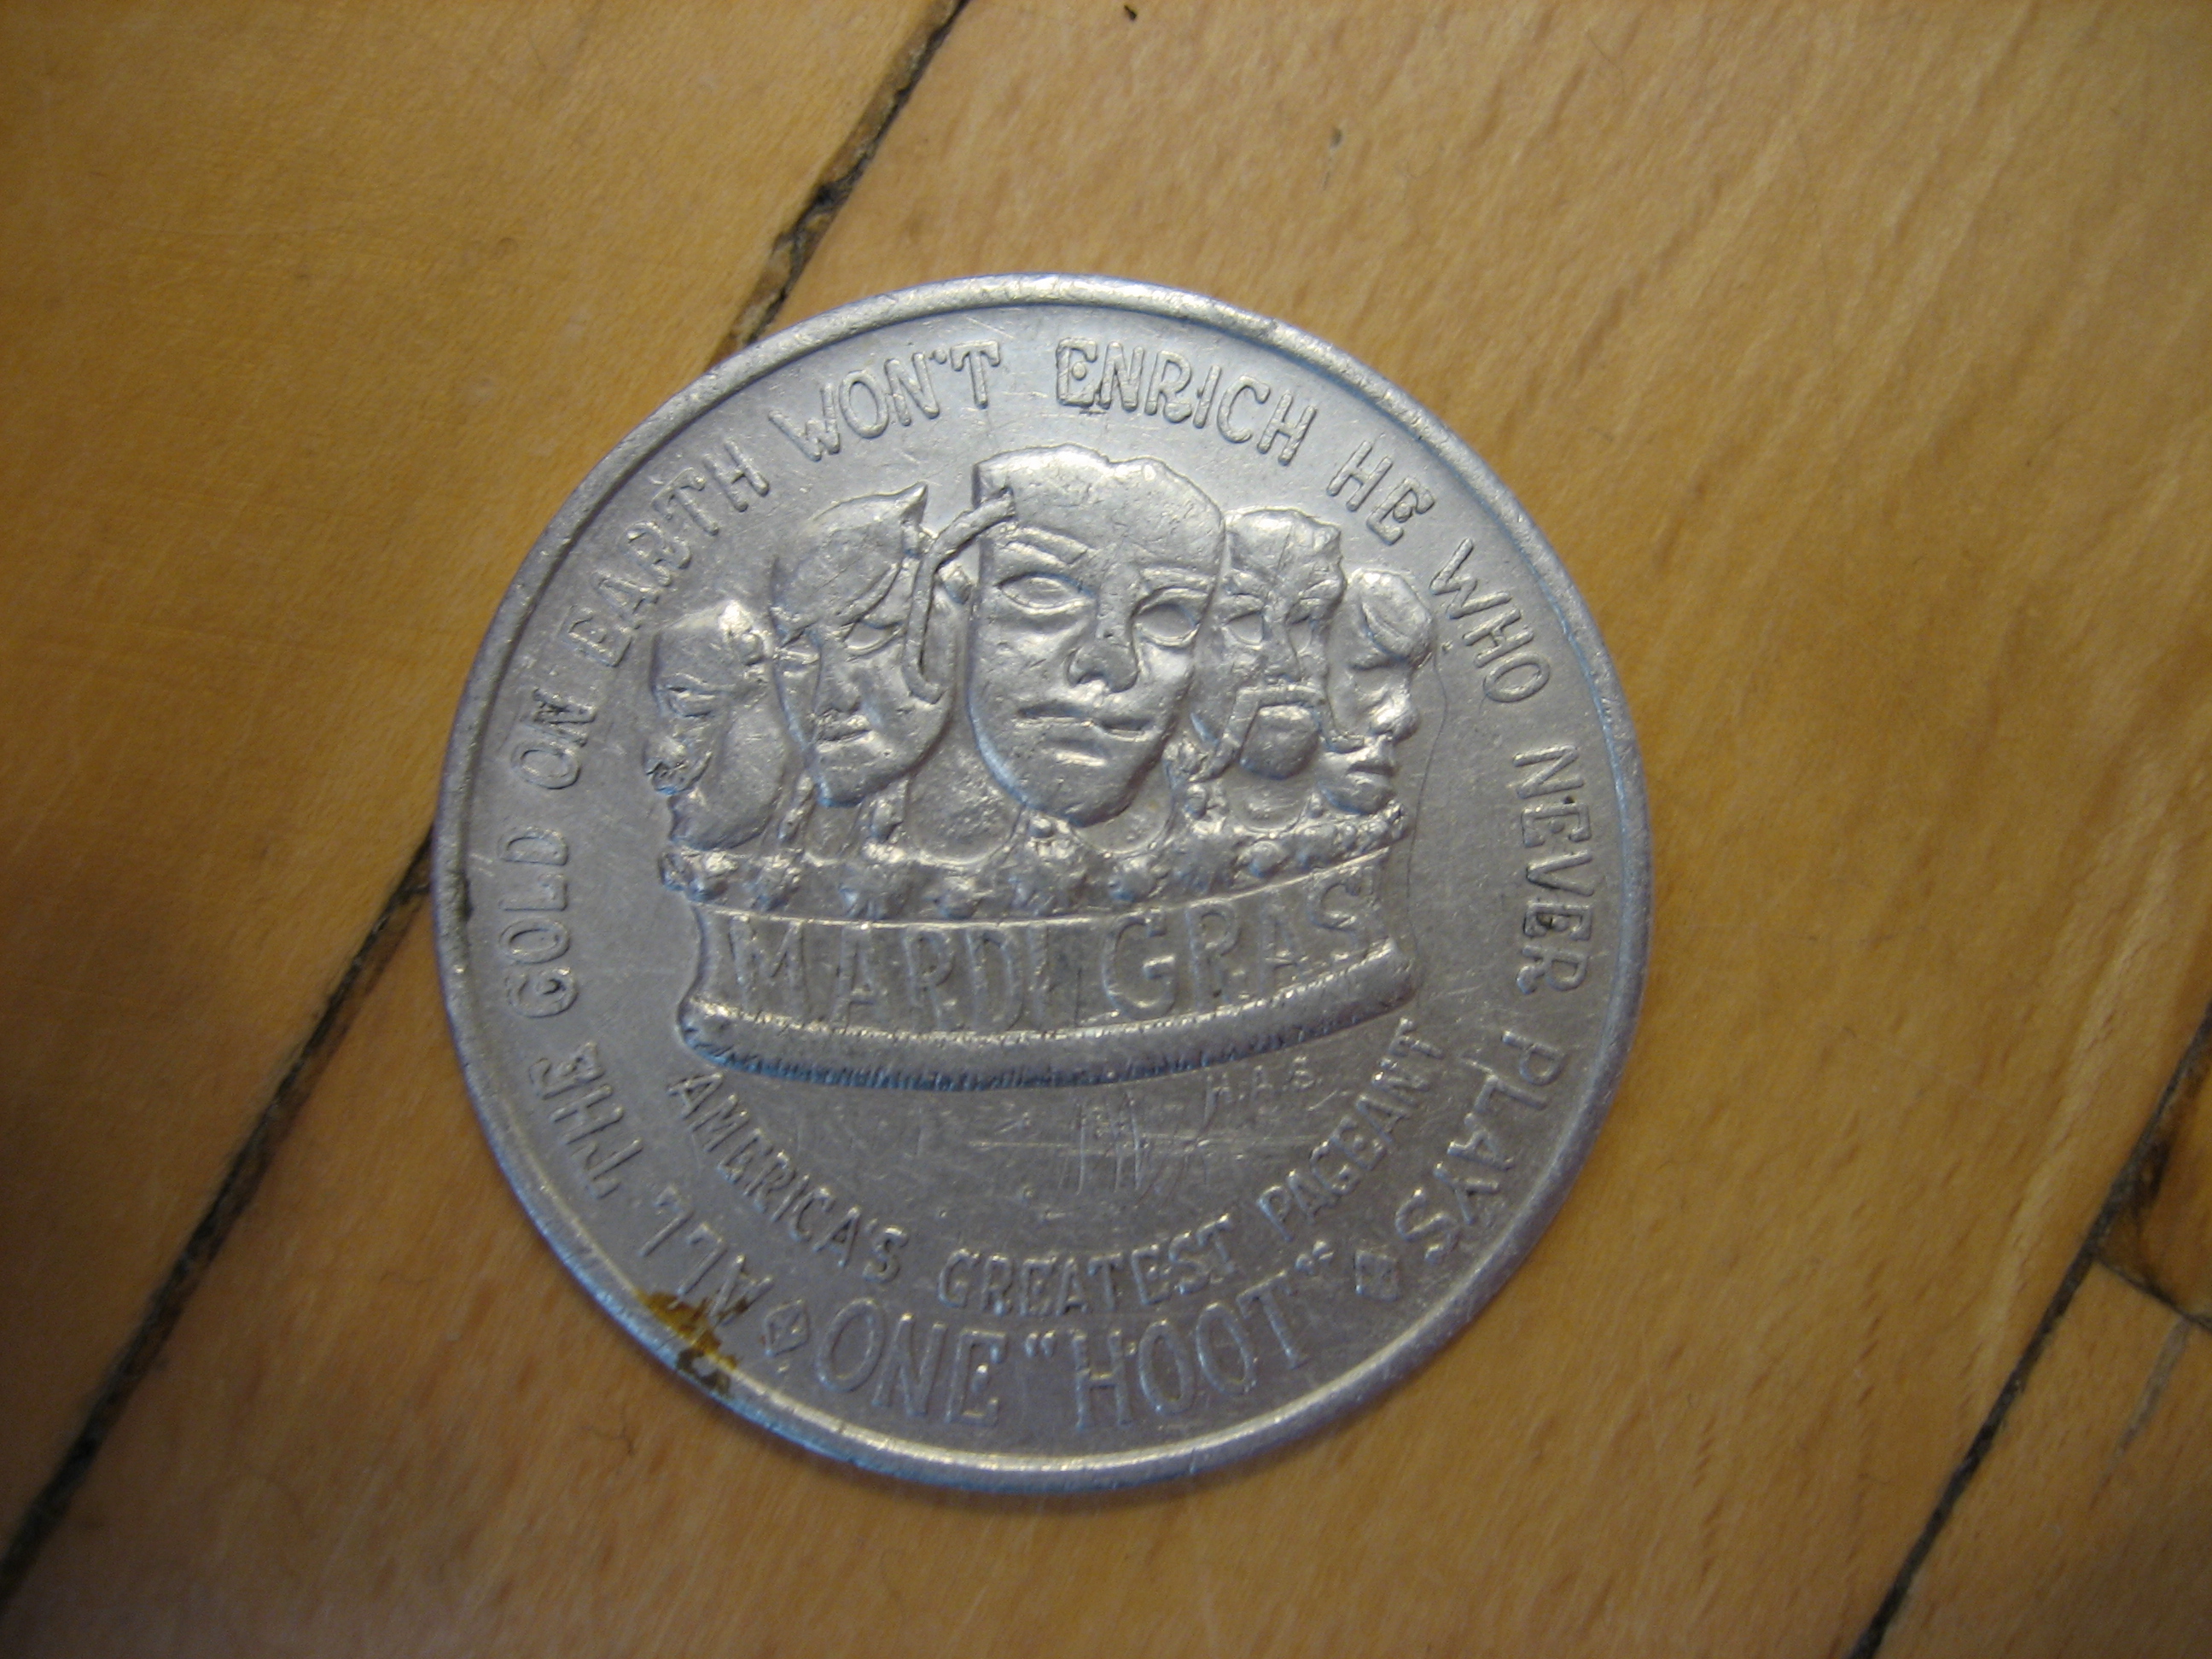 ALL THE GOLD ON EARTH WON'T ENRICH HE WHO NEVER PLAYS
MARDI GRAS
H.A.S.
AMERICA'S GREATEST PAGEANT
ONE "HOOT"